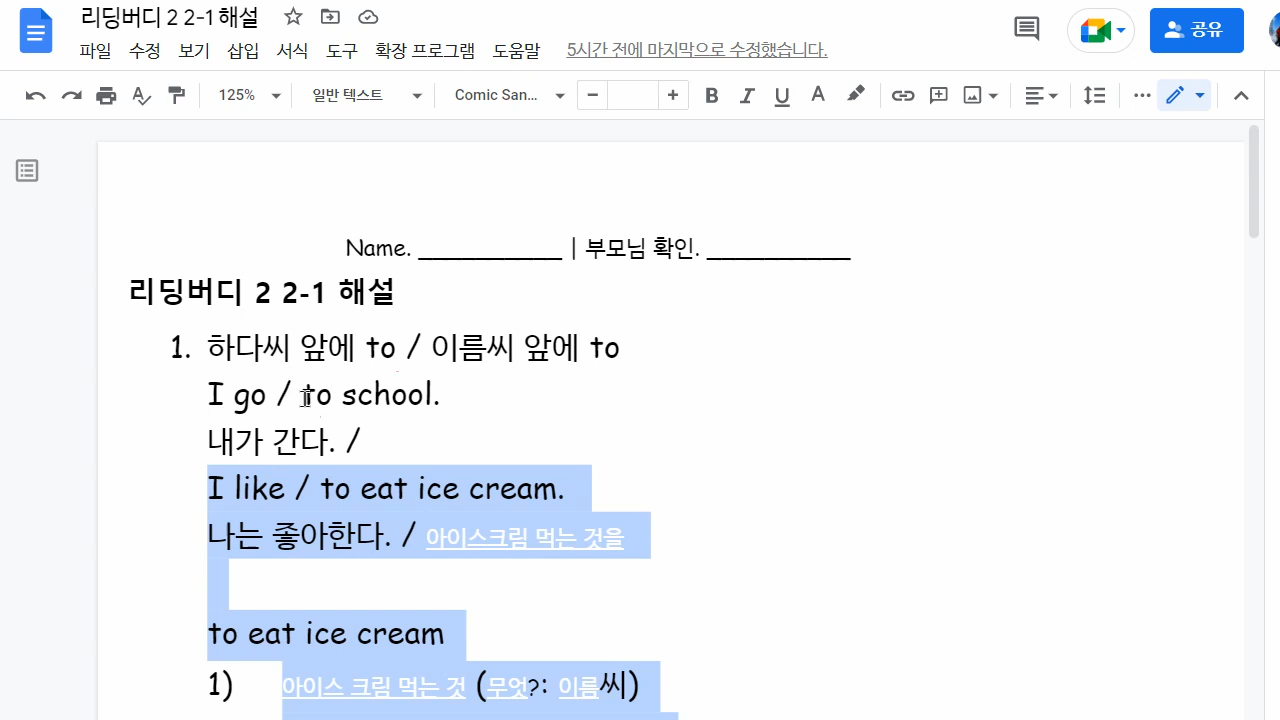 리딩버디 2 2-1 해설
파일 수정 보기 삽입 서식 도구 확장 프로그램 도움말 5시간 전에 마지막으로 수정했습니다.
공유
125% 일반 텍스트 Comic San... − + B I U A
Name. ___________ | 부모님 확인. ___________
리딩버디 2 2-1 해설
1. 하다씨 앞에 to / 이름씨 앞에 to
I go / to school.
내가 간다. /
I like / to eat ice cream.
나는 좋아한다. / 아이스크림 먹는 것을
to eat ice cream
1) 아이스 크림 먹는 것 (무엇?: 이름씨)